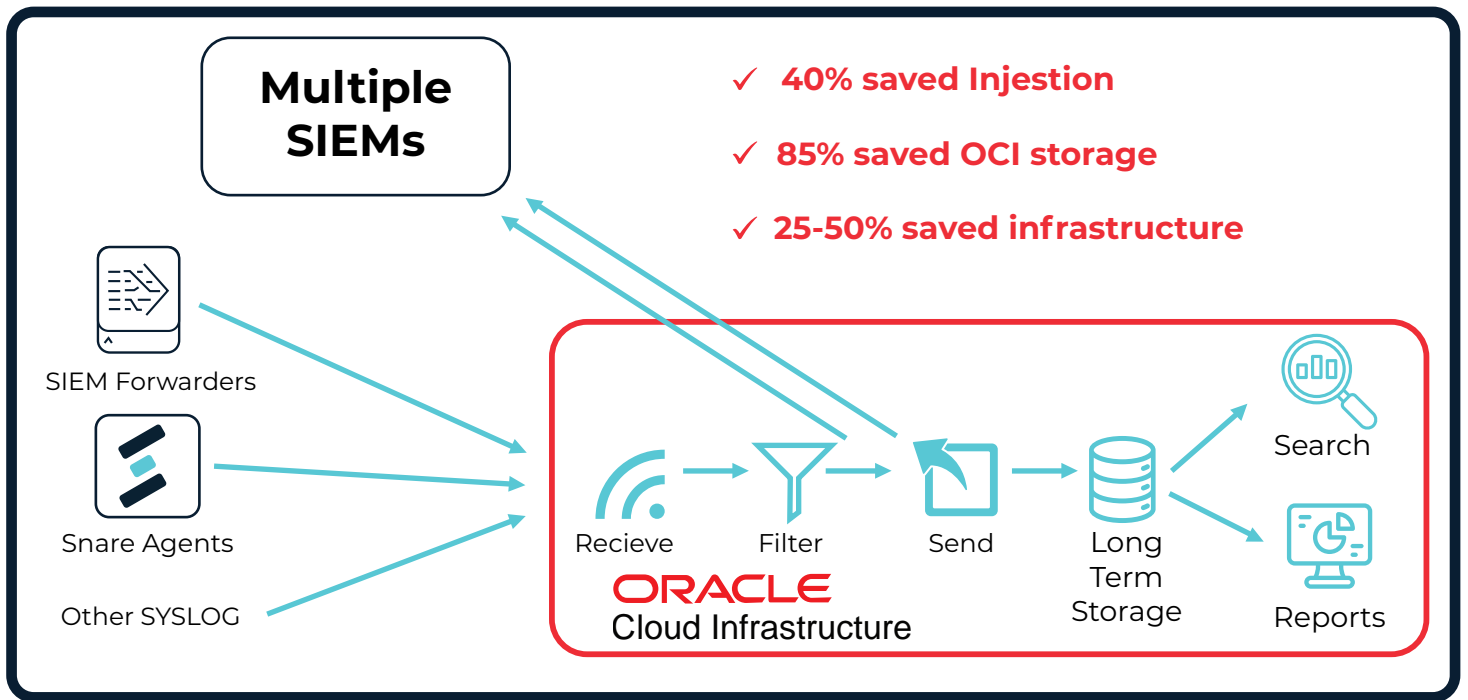 Multiple
SIEMs
✓ 40% saved Injestion
✓ 85% saved OCI storage
✓ 25-50% saved infrastructure
SIEM Forwarders
Snare Agents
Other SYSLOG
Recieve
Filter
Send
Long
Term
Storage
Search
Reports
ORACLE
Cloud Infrastructure